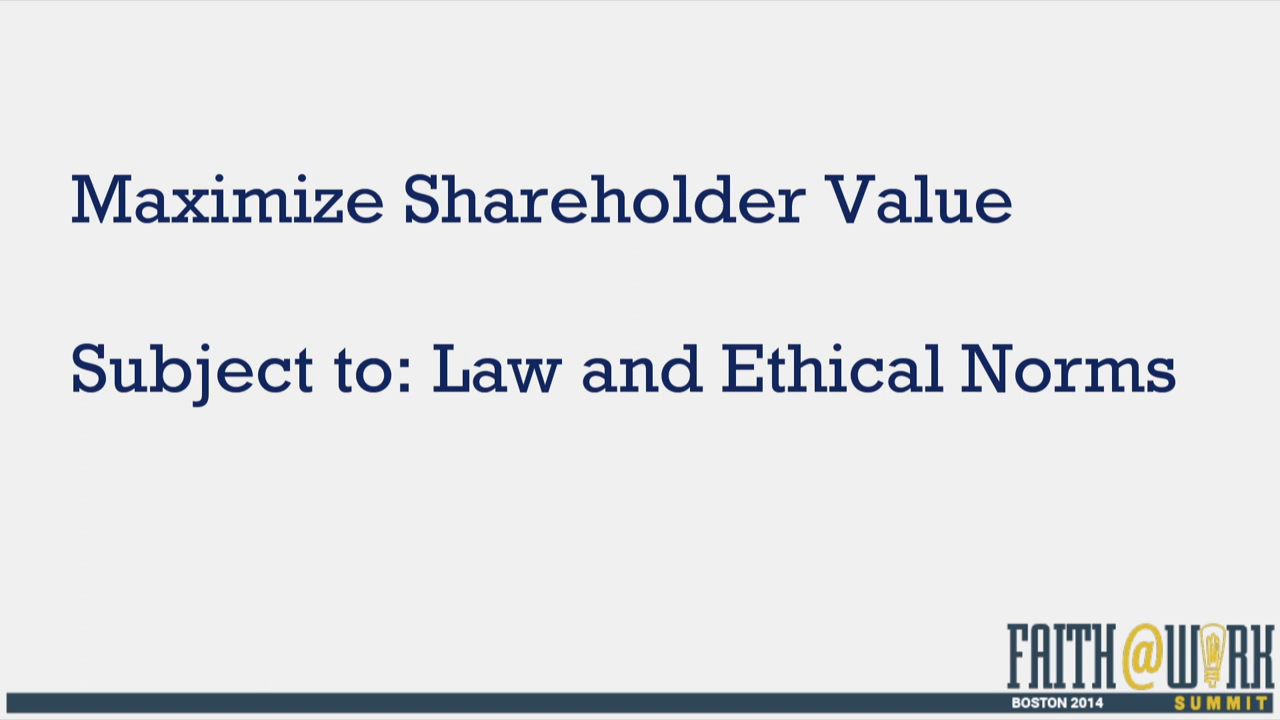 Maximize Shareholder Value
Subject to: Law and Ethical Norms
FAITH@WORK
BOSTON 2014
SUMMIT